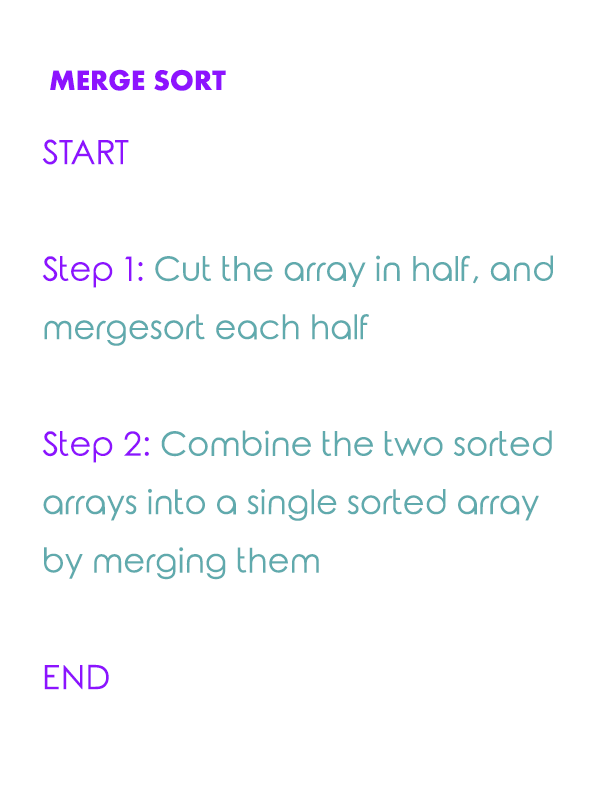 MERGE SORT
START
Step 1: Cut the array in half, and
mergesort each half
Step 2: Combine the two sorted
arrays into a single sorted array
by merging them
END